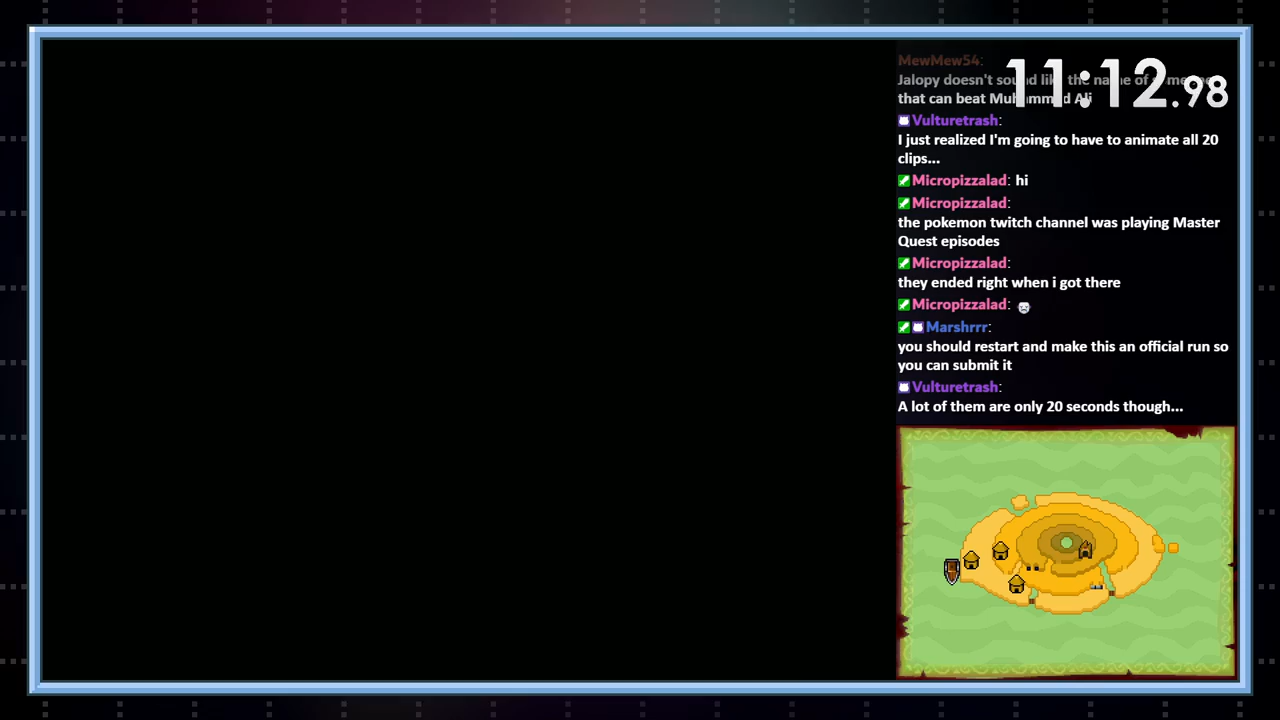 MewMew54:
Jalopy doesn't sound like the name of someone
that can beat Muhammed Ali
11:12.98
Vulturetrash:
I just realized I'm going to have to animate all 20
clips...
Micropizzalad: hi
Micropizzalad:
the pokemon twitch channel was playing Master
Quest episodes
Micropizzalad:
they ended right when i got there
Micropizzalad:
Marshrrr:
you should restart and make this an official run so
you can submit it
Vulturetrash:
A lot of them are only 20 seconds though...